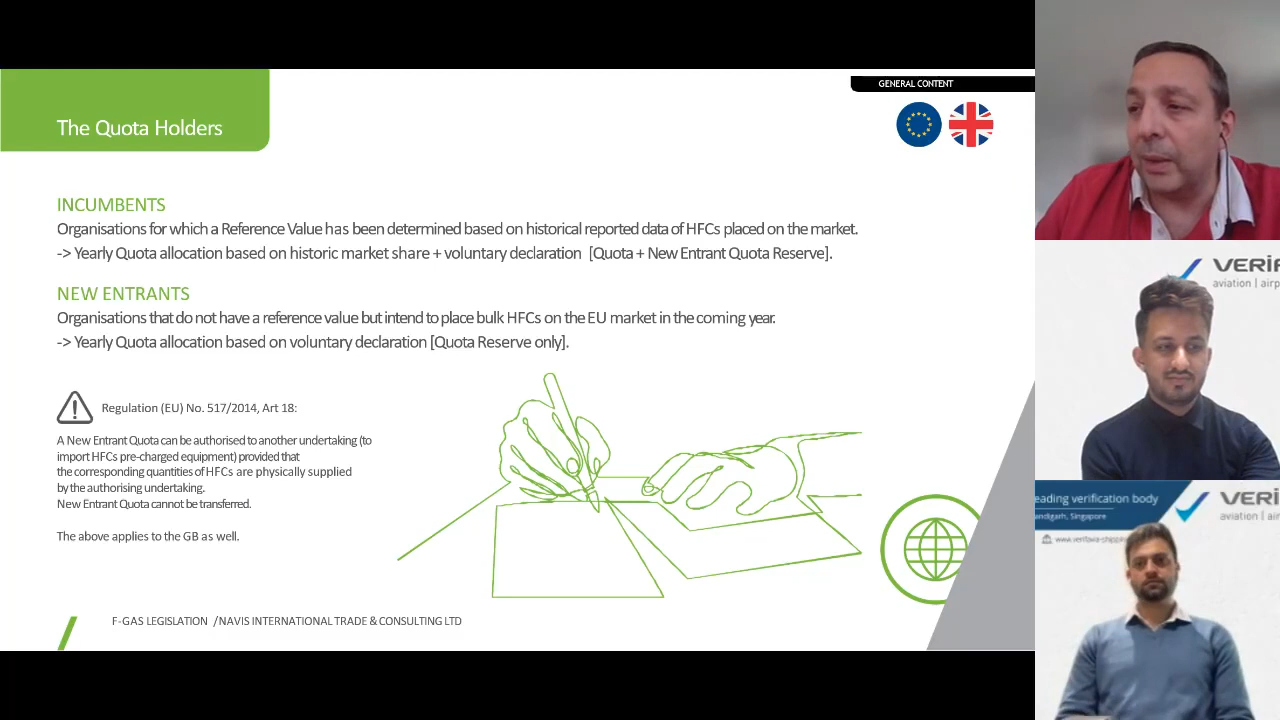 GENERAL CONTENT
The Quota Holders
INCUMBENTS
Organisations for which a Reference Value has been determined based on historical reported data of HFCs placed on the market.
-> Yearly Quota allocation based on historic market share + voluntary declaration [Quota + New Entrant Quota Reserve].
NEW ENTRANTS
Organisations that do not have a reference value but intend to place bulk HFCs on the EU market in the coming year.
-> Yearly Quota allocation based on voluntary declaration [Quota Reserve only].
Regulation (EU) No. 517/2014, Art 18:
A New Entrant Quota can be authorised to another undertaking (to
import HFCs pre-charged equipment) provided that
the corresponding quantities of HFCs are physically supplied
by the authorising undertaking.
New Entrant Quota cannot be transferred.
The above applies to the GB as well.
F-GAS LEGISLATION /NAVIS INTERNATIONAL TRADE & CONSULTING LTD
VERIF
aviation | airp
eading verification body
andigarh, Singapore
www.verifavia-shippin
VERI
aviation | airp